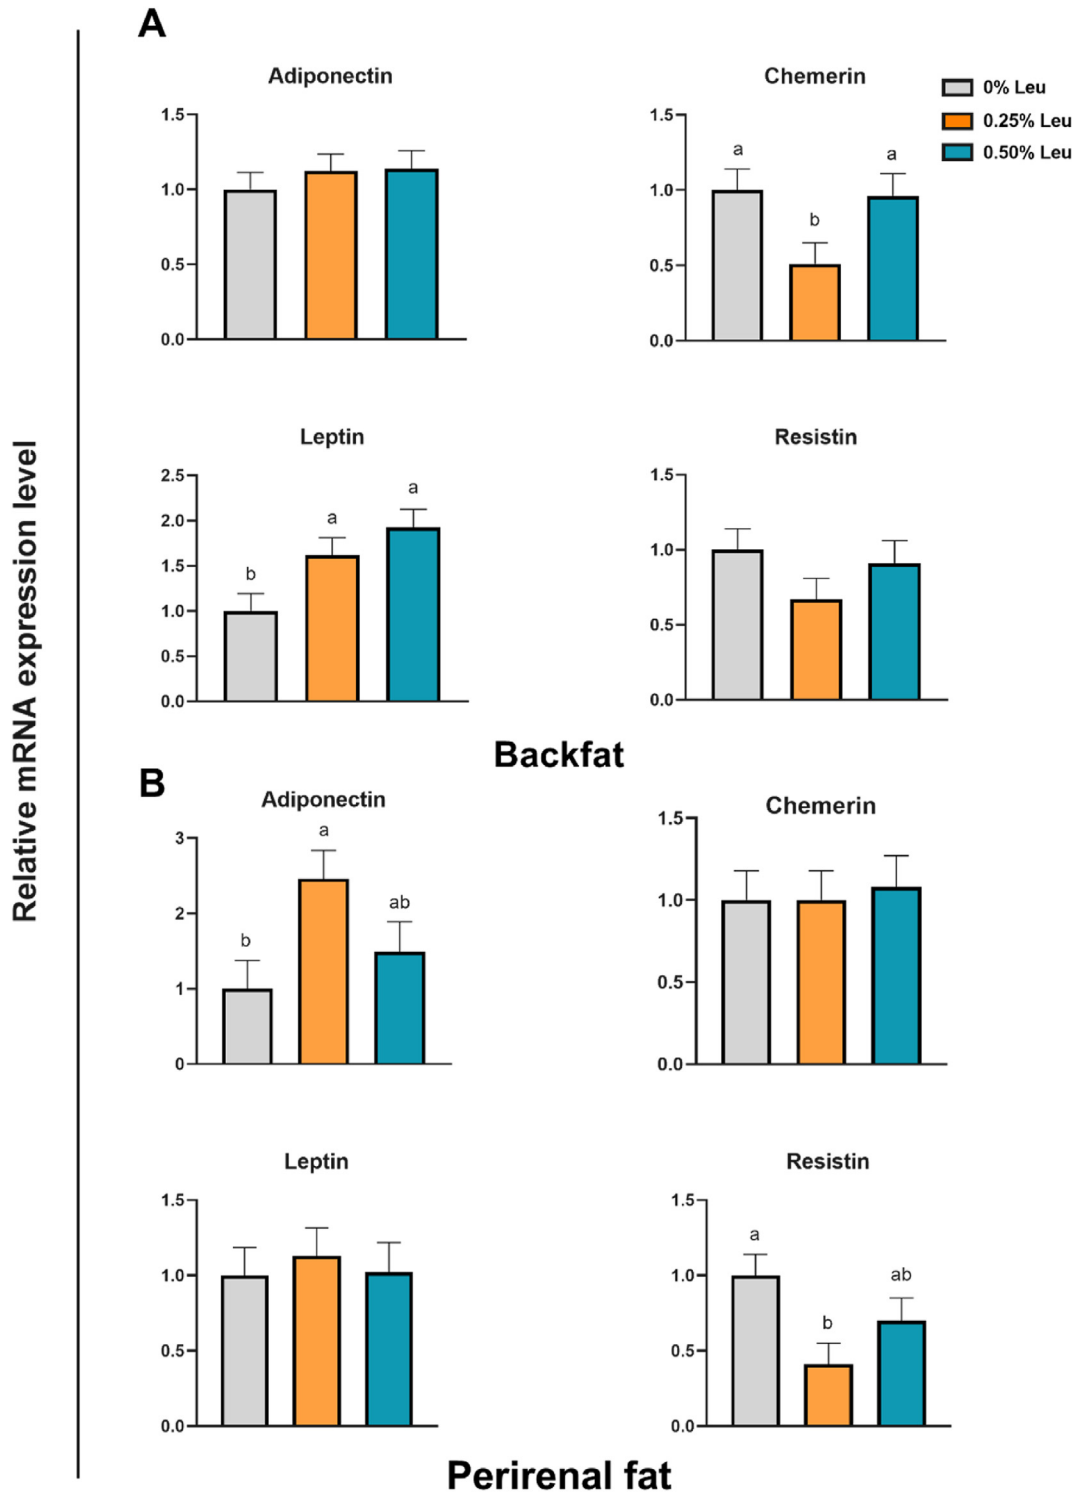 A
Adiponectin
1.5
1.0
0.5
0.0
Chemerin
1.5
1.0
0.5
0.0
a
b
a
0% Leu
0.25% Leu
0.50% Leu
Leptin
2.5
2.0
1.5
1.0
0.5
0.0
b
a
a
Resistin
1.5
1.0
0.5
0.0
Relative mRNA expression level
Backfat
B
Adiponectin
3
2
1
0
b
a
ab
Chemerin
1.5
1.0
0.5
0.0
Leptin
1.5
1.0
0.5
0.0
Resistin
1.5
1.0
0.5
0.0
a
b
ab
Perirenal fat